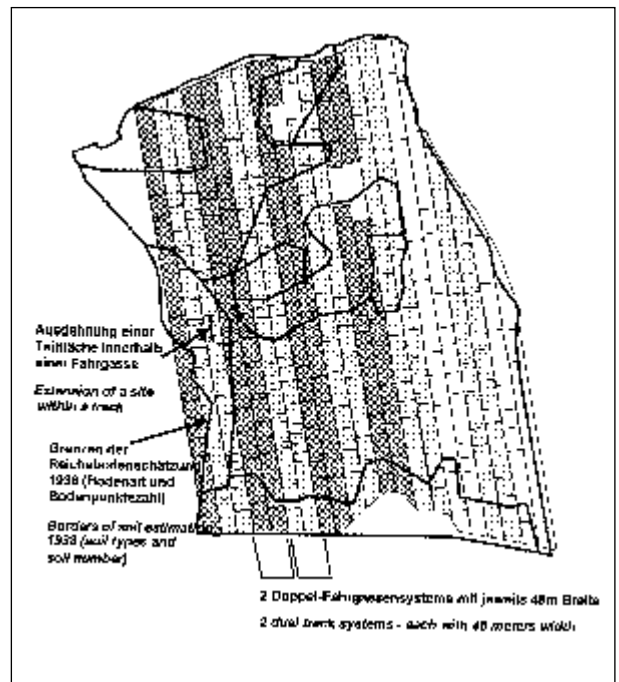 Ausdehnung einer
Teilfläche innerhalb
einer Fahrgasse
Extension of a site
within a track
Grenzen der
Reichsbodenschätzung
1938 (Bodenart und
Bodenpunktezahl)
Borders of soil estimation
1938 (soil types and
soil number)
2 Doppel-Fahrgassensysteme mit jeweils 48m Breite
2 dual track systems - each with 48 meters width